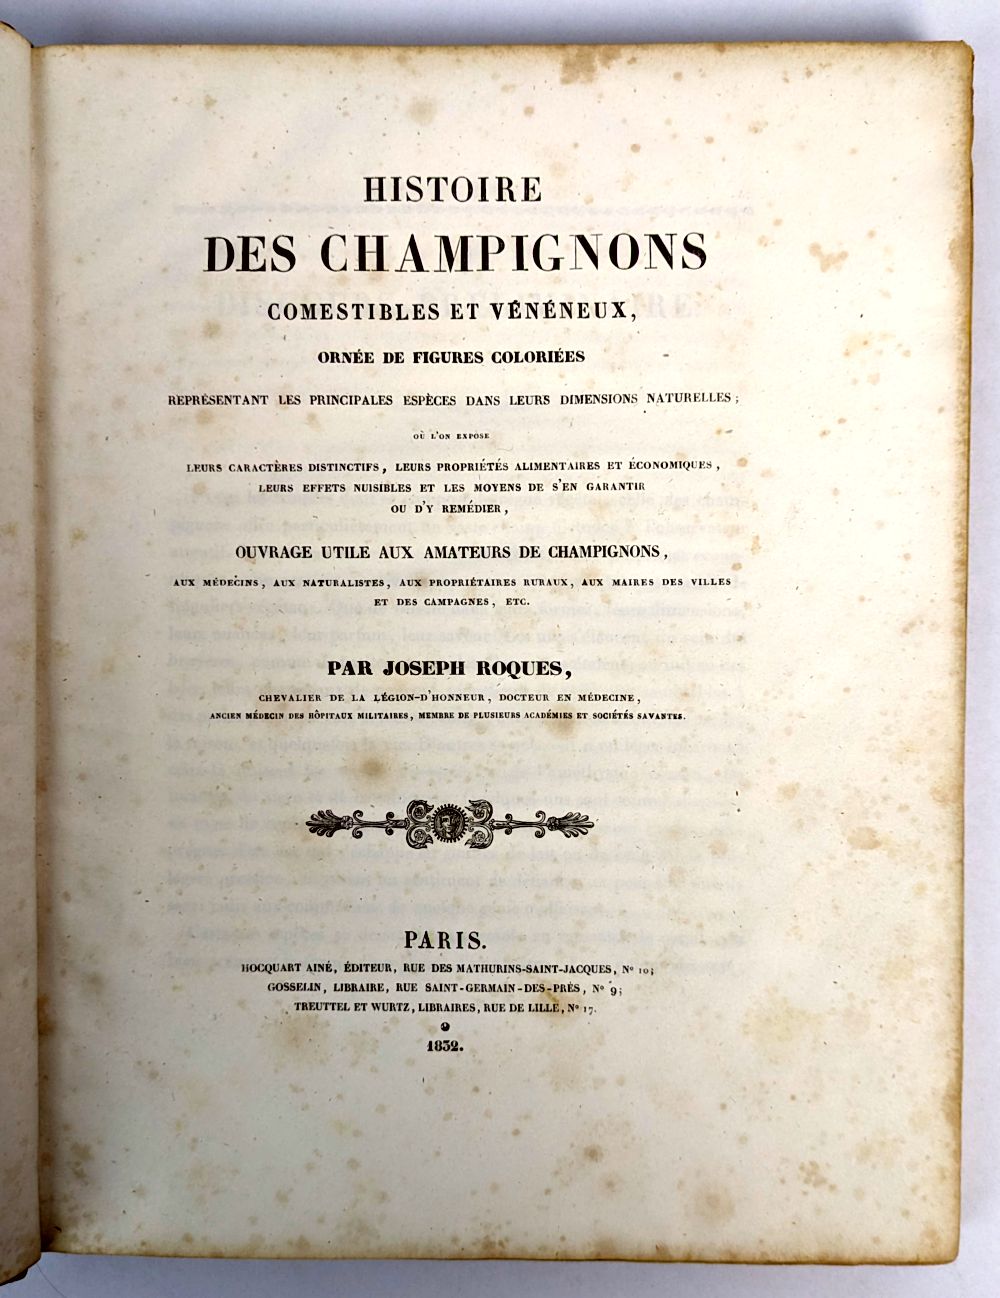 HISTOIRE
DES CHAMPIGNONS
COMESTIBLES ET VÉNÉNEUX,
ORNÉE DE FIGURES COLORIÉES
REPRÉSENTANT LES PRINCIPALES ESPÈCES DANS LEURS DIMENSIONS NATURELLES;
OÙ L'ON EXPOSE
LEURS CARACTÈRES DISTINCTIFS, LEURS PROPRIÉTÉS ALIMENTAIRES ET ÉCONOMIQUES,
LEURS EFFETS NUISIBLES ET LES MOYENS DE S'EN GARANTIR
OU D'Y REMÉDIER,
OUVRAGE UTILE AUX AMATEURS DE CHAMPIGNONS,
AUX MÉDECINS, AUX NATURALISTES, AUX PROPRIÉTAIRES RURAUX, AUX MAIRES DES VILLES
ET DES CAMPAGNES, ETC.
PAR JOSEPH ROQUES,
CHEVALIER DE LA LÉGION-D'HONNEUR, DOCTEUR EN MÉDECINE,
ANCIEN MÉDECIN DES HÔPITAUX MILITAIRES, MEMBRE DE PLUSIEURS ACADÉMIES ET SOCIÉTÉS SAVANTES.
PARIS.
HOCQUART AINÉ, ÉDITEUR, RUE DES MATHURINS-SAINT-JACQUES, Nº 10;
GOSSELIN, LIBRAIRE, RUE SAINT-GERMAIN-DES-PRÉS, Nº 9;
TREUTTEL ET WURTZ, LIBRAIRES, RUE DE LILLE, Nº 17.
1832.